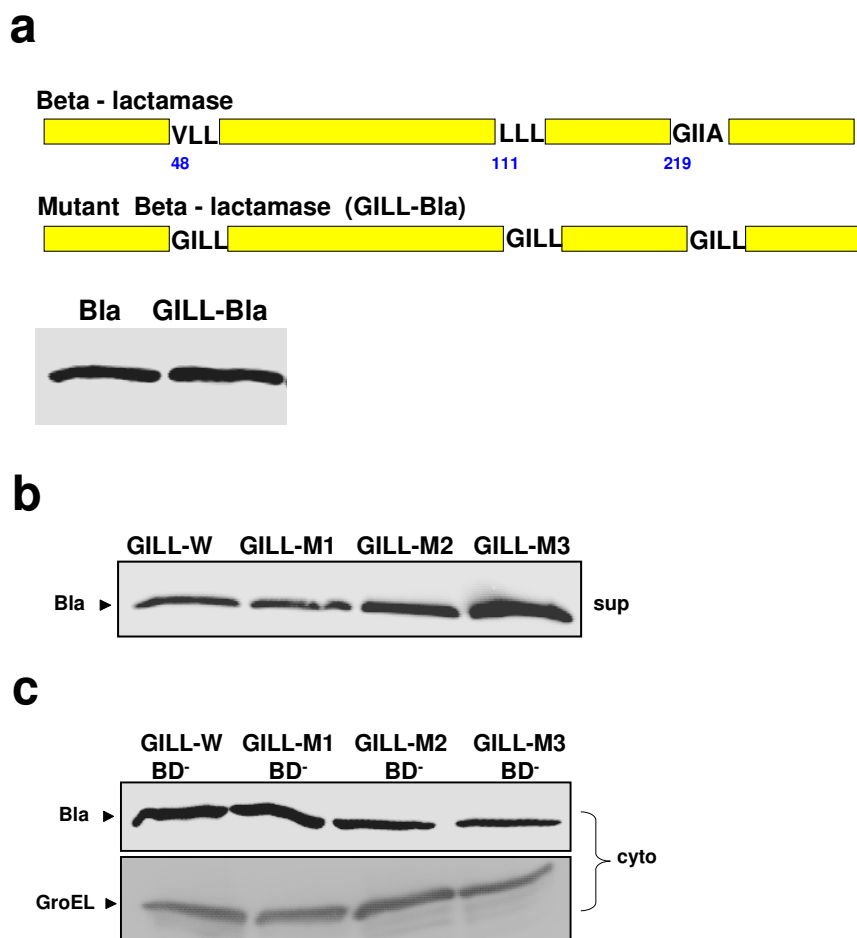 a
Beta - lactamase
VLL LLL GIIA
48 111 219
Mutant Beta - lactamase (GILL-Bla)
GILL GILL GILL
Bla GILL-Bla
b
GILL-W GILL-M1 GILL-M2 GILL-M3
Bla sup
c
GILL-W GILL-M1 GILL-M2 GILL-M3
BD- BD- BD- BD-
Bla
cyto
GroEL